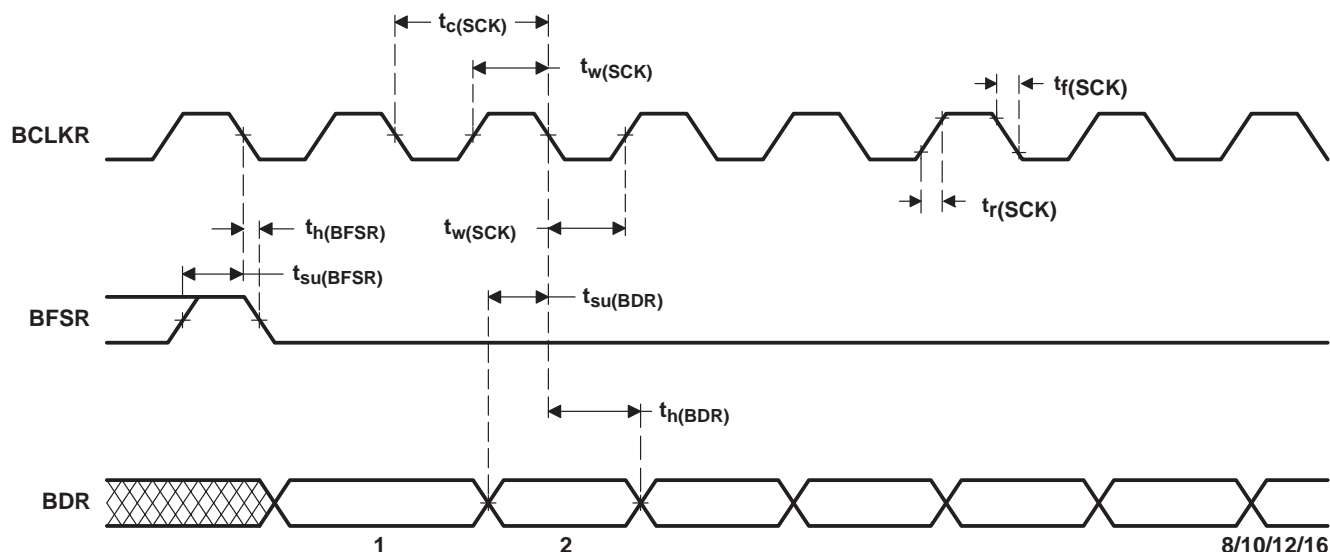 tc(SCK)
tw(SCK)
tf(SCK)
BCLKR
tr(SCK)
th(BFSR)
tw(SCK)
tsu(BFSR)
tsu(BDR)
BFSR
th(BDR)
BDR
1 2 8/10/12/16